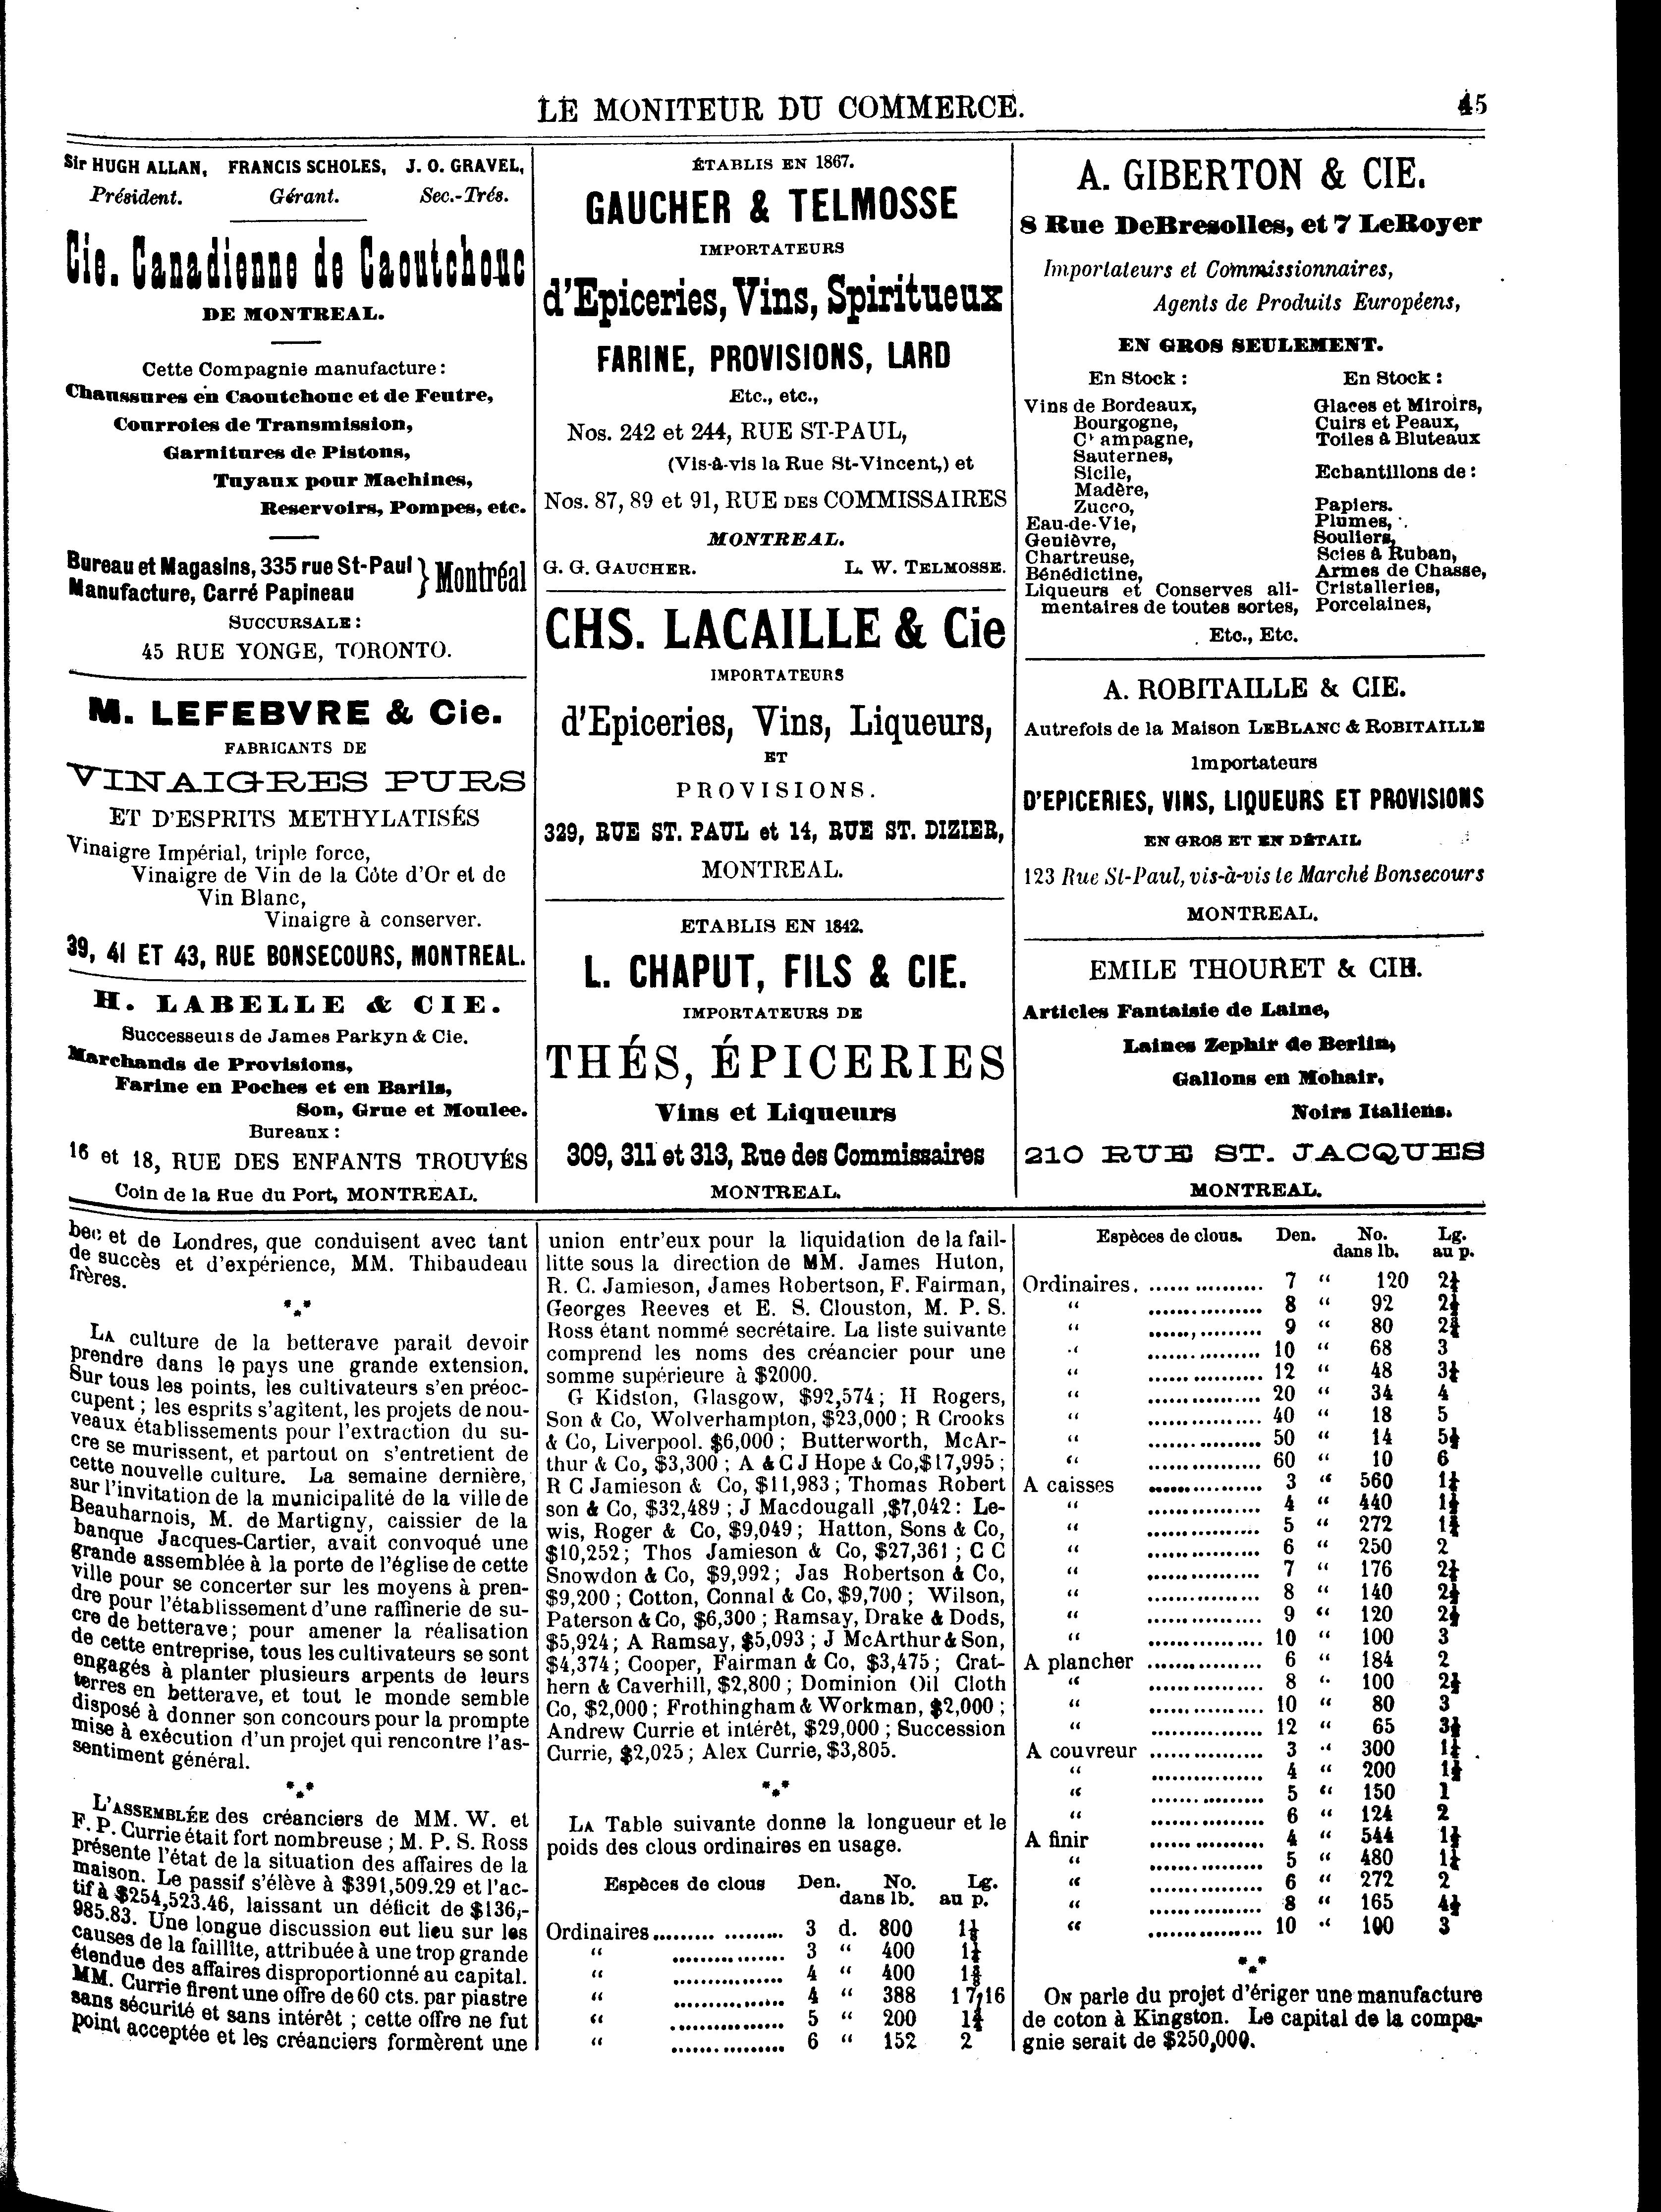 LE MONITEUR DU COMMERCE. 45
Sir HUGH ALLAN, FRANCIS SCHOLES, J. O. GRAVEL,
Président. Gérant. Sec.-Trés.
Cie. Canadienne de Caoutchouc
DE MONTREAL.
Cette Compagnie manufacture:
Chaussures en Caoutchouc et de Feutre,
Courroies de Transmission,
Garnitures de Pistons,
Tuyaux pour Machines,
Reservoirs, Pompes, etc.
Bureau et Magasins, 335 rue St-Paul } Montréal
Manufacture, Carré Papineau
SUCCURSALE:
45 RUE YONGE, TORONTO.
M. LEFEBVRE & Cie.
FABRICANTS DE
VINAIGRES PURS
ET D'ESPRITS METHYLATISÉS
Vinaigre Impérial, triple force,
Vinaigre de Vin de la Côte d'Or et de
Vin Blanc,
Vinaigre à conserver.
39, 41 ET 43, RUE BONSECOURS, MONTREAL.
H. LABELLE & CIE.
Successeurs de James Parkyn & Cie.
Marchands de Provisions,
Farine en Poches et en Barils,
Son, Grue et Moulee.
Bureaux:
16 et 18, RUE DES ENFANTS TROUVÉS
Coin de la Rue du Port, MONTREAL.
ÉTABLIS EN 1867.
GAUCHER & TELMOSSE
IMPORTATEURS
d'Epiceries, Vins, Spiritueux
FARINE, PROVISIONS, LARD
Etc., etc.,
Nos. 242 et 244, RUE ST-PAUL,
(Vis-à-vis la Rue St-Vincent,) et
Nos. 87, 89 et 91, RUE DES COMMISSAIRES
MONTREAL.
G. G. GAUCHER. L. W. TELMOSSE.
CHS. LACAILLE & Cie
IMPORTATEURS
d'Epiceries, Vins, Liqueurs,
ET
PROVISIONS.
329, RUE ST. PAUL et 14, RUE ST. DIZIER,
MONTREAL.
ETABLIS EN 1842.
L. CHAPUT, FILS & CIE.
IMPORTATEURS DE
THÉS, ÉPICERIES
Vins et Liqueurs
309, 311 et 313, Rue des Commissaires
MONTREAL.
A. GIBERTON & CIE.
8 Rue DeBresolles, et 7 LeRoyer
Importateurs et Commissionnaires,
Agents de Produits Européens,
EN GROS SEULEMENT.
En Stock:
Vins de Bordeaux,
Bourgogne,
Champagne,
Sauternes,
Sicile,
Madère,
Zucco,
Eau-de-Vie,
Genièvre,
Chartreuse,
Bénédictine,
Liqueurs et Conserves ali-
mentaires de toutes sortes,
En Stock:
Glaces et Miroirs,
Cuirs et Peaux,
Toiles à Bluteaux
Echantillons de:
Papiers.
Plumes,
Souliers,
Scies à Ruban,
Armes de Chasse,
Cristalleries,
Porcelaines,
Etc., Etc.
A. ROBITAILLE & CIE.
Autrefois de la Maison LEBLANC & ROBITAILLE
Importateurs
D'EPICERIES, VINS, LIQUEURS ET PROVISIONS
EN GROS ET EN DÉTAIL
123 Rue St-Paul, vis-à-vis le Marché Bonsecours
MONTREAL.
EMILE THOURET & CIE.
Articles Fantaisie de Laine,
Laines Zephir de Berlin,
Gallons en Mohair,
Noirs Italiens.
210 RUE ST. JACQUES
MONTREAL.
bec et de Londres, que conduisent avec tant
de succès et d'expérience, MM. Thibaudeau
frères.
LA culture de la betterave parait devoir
prendre dans le pays une grande extension.
Sur tous les points, les cultivateurs s'en préoc-
cupent; les esprits s'agitent, les projets de nou-
veaux établissements pour l'extraction du su-
cre se murissent, et partout on s'entretient de
cette nouvelle culture. La semaine dernière,
sur l'invitation de la municipalité de la ville de
Beauharnois, M. de Martigny, caissier de la
banque Jacques-Cartier, avait convoqué une
grande assemblée à la porte de l'église de cette
ville pour se concerter sur les moyens à pren-
dre pour l'établissement d'une raffinerie de su-
cre de betterave; pour amener la réalisation
de cette entreprise, tous les cultivateurs se sont
engagés à planter plusieurs arpents de leurs
terres en betterave, et tout le monde semble
disposé à donner son concours pour la prompte
mise à exécution d'un projet qui rencontre l'as-
sentiment général.
L'ASSEMBLÉE des créanciers de MM. W. et
F. P. Currie était fort nombreuse; M. P. S. Ross
présente l'état de la situation des affaires de la
maison. Le passif s'élève à $391,509.29 et l'ac-
tif à $254,523.46, laissant un déficit de $136,-
985.83. Une longue discussion eut lieu sur les
causes de la faillite, attribuée à une trop grande
étendue des affaires disproportionné au capital.
MM. Currie firent une offre de 60 cts. par piastre
sans sécurité et sans intérêt; cette offre ne fut
point acceptée et les créanciers formèrent une
union entr'eux pour la liquidation de la fail-
litte sous la direction de MM. James Huton,
R. C. Jamieson, James Robertson, F. Fairman,
Georges Reeves et E. S. Clouston, M. P. S.
Ross étant nommé secrétaire. La liste suivante
comprend les noms des créancier pour une
somme supérieure à $2000.
G Kidston, Glasgow, $92,574; H Rogers,
Son & Co, Wolverhampton, $23,000; R Crooks
& Co, Liverpool. $6,000; Butterworth, McAr-
thur & Co, $3,300; A & C J Hope & Co, $17,995;
R C Jamieson & Co, $11,983; Thomas Robert
son & Co, $32,489; J Macdougall ,$7,042: Le-
wis, Roger & Co, $9,049; Hatton, Sons & Co,
$10,252; Thos Jamieson & Co, $27,361; C C
Snowdon & Co, $9,992; Jas Robertson & Co,
$9,200; Cotton, Connal & Co, $9,700; Wilson,
Paterson & Co, $6,300; Ramsay, Drake & Dods,
$5,924; A Ramsay, $5,093; J McArthur & Son,
$4,374; Cooper, Fairman & Co, $3,475; Crat-
hern & Caverhill, $2,800; Dominion Oil Cloth
Co, $2,000; Frothingham & Workman, $2,000;
Andrew Currie et intérêt, $29,000; Succession
Currie, $2,025; Alex Currie, $3,805.
LA Table suivante donne la longueur et le
poids des clous ordinaires en usage.
Espèces de clous Den. No. Lg.
dans lb. au p.
Ordinaires......... ......... 3 d. 800
“ ................ 3 “ 400
“ ................ 4 “ 400
“ ................ 4 “ 388 1 7,16
“ ................ 5 “ 200
“ ................ 6 “ 152 2
Espèces de clous. Den. No. Lg.
dans lb. au p.
Ordinaires. ................ 7 “ 120
“ ................ 8 “ 92
“ ................ 9 “ 80
“ ................ 10 “ 68 3
“ ................ 12 “ 48
“ ................ 20 “ 34 4
“ ................ 40 “ 18 5
“ ................ 50 “ 14
“ ................ 60 “ 10 6
A caisses ................ 3 “ 560
“ ................ 4 “ 440
“ ................ 5 “ 272
“ ................ 6 “ 250 2
“ ................ 7 “ 176
“ ................ 8 “ 140
“ ................ 9 “ 120
“ ................ 10 “ 100 3
A plancher ................ 6 “ 184 2
“ ................ 8 “ 100
“ ................ 10 “ 80 3
“ ................ 12 “ 65
A couvreur ................ 3 “ 300
“ ................ 4 “ 200
“ ................ 5 “ 150 1
“ ................ 6 “ 124 2
A finir ................ 4 “ 544
“ ................ 5 “ 480
“ ................ 6 “ 272 2
“ ................ 8 “ 165
“ ................ 10 “ 100 3
ON parle du projet d'ériger une manufacture
de coton à Kingston. Le capital de la compa-
gnie serait de $250,000.